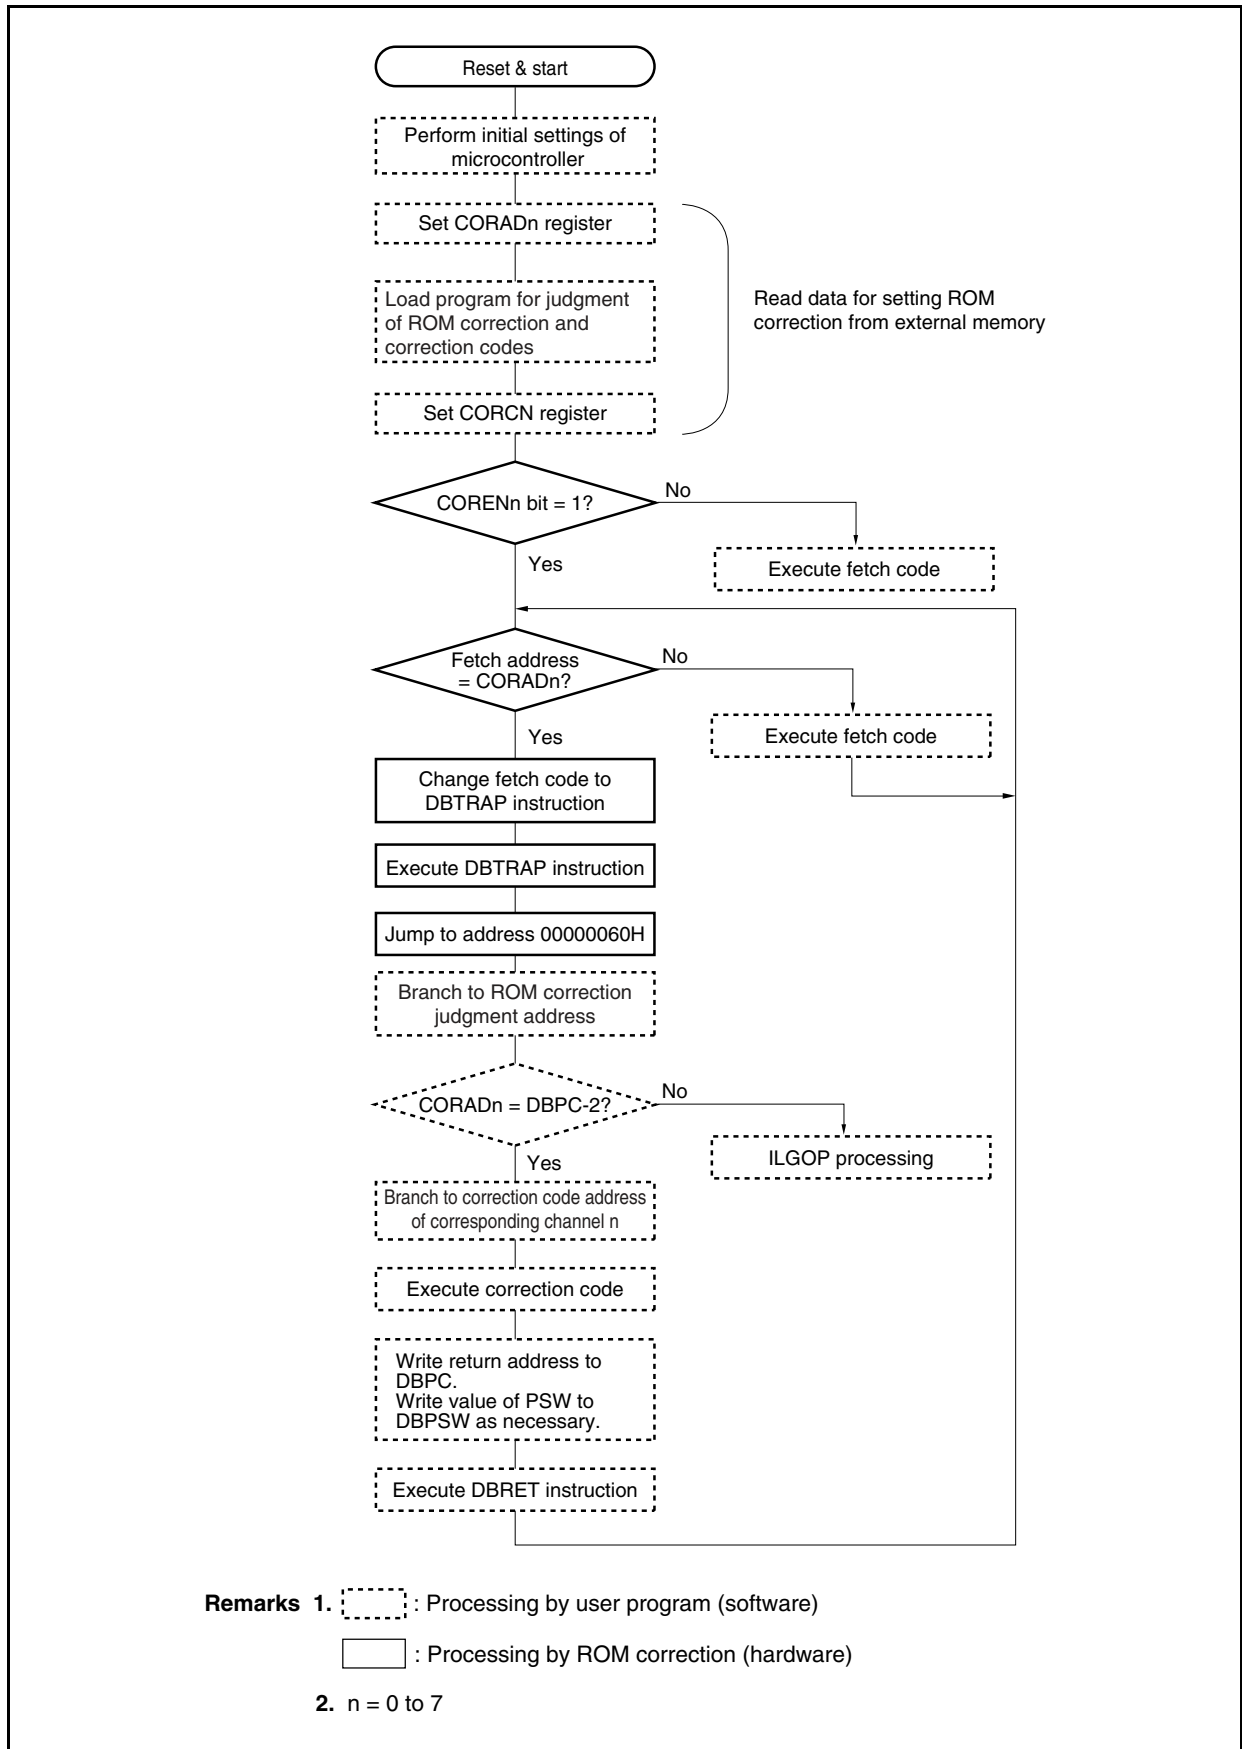 Reset & start
Perform initial settings of
microcontroller
Set CORADn register
Load program for judgment
of ROM correction and
correction codes
Read data for setting ROM
correction from external memory
Set CORCN register
CORENn bit = 1?
No
Execute fetch code
Yes
Fetch address
= CORADn?
No
Execute fetch code
Yes
Change fetch code to
DBTRAP instruction
Execute DBTRAP instruction
Jump to address 00000060H
Branch to ROM correction
judgment address
CORADn = DBPC-2?
No
ILGOP processing
Yes
Branch to correction code address
of corresponding channel n
Execute correction code
Write return address to
DBPC.
Write value of PSW to
DBPSW as necessary.
Execute DBRET instruction
Remarks 1. : Processing by user program (software)
: Processing by ROM correction (hardware)
2. n = 0 to 7